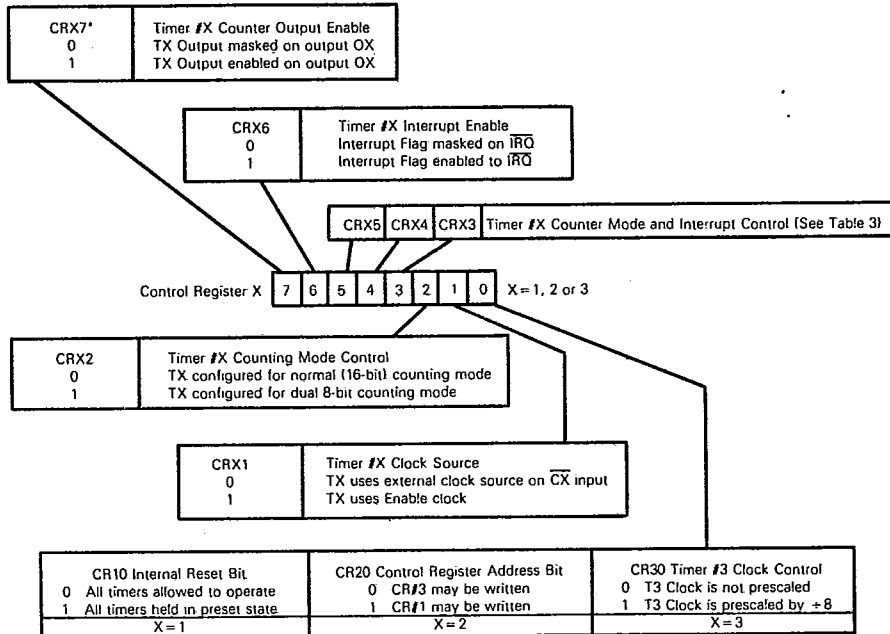 CRX7* Timer #X Counter Output Enable
0 TX Output masked on output OX
1 TX Output enabled on output OX
CRX6 Timer #X Interrupt Enable
0 Interrupt Flag masked on I̅R̅Q̅
1 Interrupt Flag enabled to I̅R̅Q̅
CRX5 CRX4 CRX3 Timer #X Counter Mode and Interrupt Control (See Table 3)
Control Register X 7 6 5 4 3 2 1 0 X = 1, 2 or 3
CRX2 Timer #X Counting Mode Control
0 TX configured for normal (16-bit) counting mode
1 TX configured for dual 8-bit counting mode
CRX1 Timer #X Clock Source
0 TX uses external clock source on C̅X̅ input
1 TX uses Enable clock
CR10 Internal Reset Bit
0 All timers allowed to operate
1 All timers held in preset state
X = 1
CR20 Control Register Address Bit
0 CR#3 may be written
1 CR#1 may be written
X = 2
CR30 Timer #3 Clock Control
0 T3 Clock is not prescaled
1 T3 Clock is prescaled by ÷8
X = 3